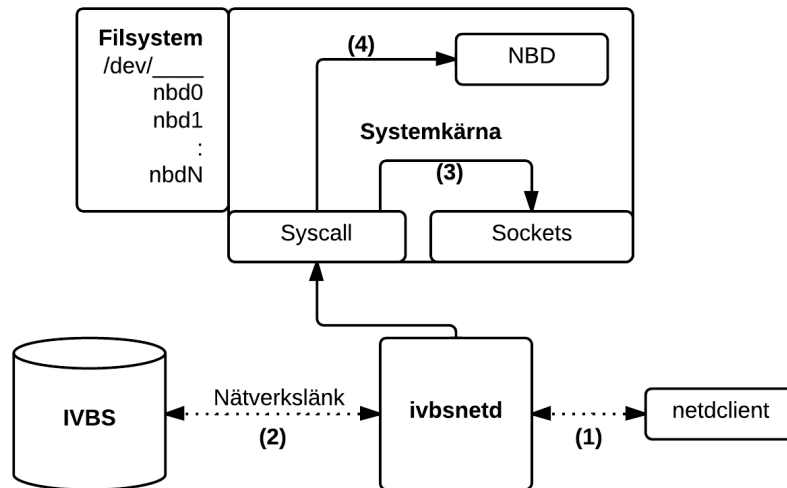 Filsystem
/dev/____
nbd0
nbd1
:
nbdN
(4)
NBD
Systemkärna
(3)
Syscall
Sockets
IVBS
Nätverkslänk
(2)
ivbsnetd
(1)
netdclient